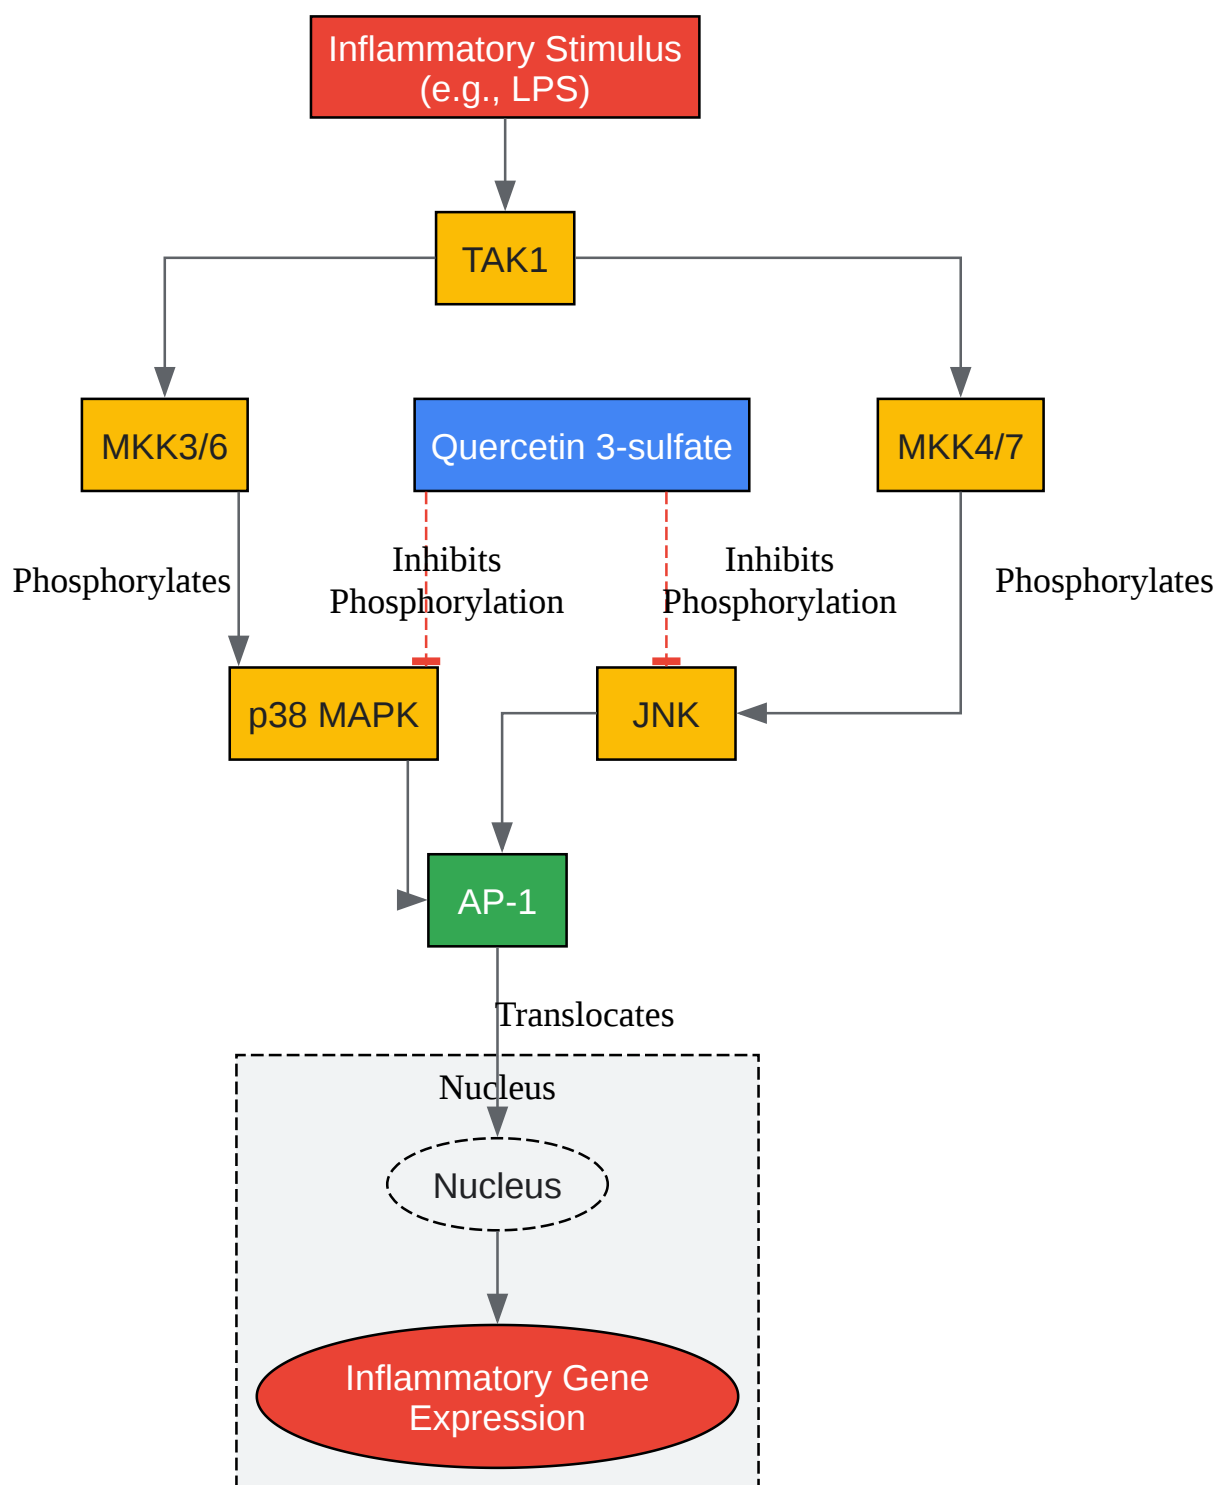 Inflammatory Stimulus
(e.g., LPS)
TAK1
MKK3/6
Quercetin 3-sulfate
MKK4/7
Phosphorylates
Inhibits
Phosphorylation
Inhibits
Phosphorylation
Phosphorylates
p38 MAPK
JNK
AP-1
Translocates
Nucleus
Nucleus
Inflammatory Gene
Expression